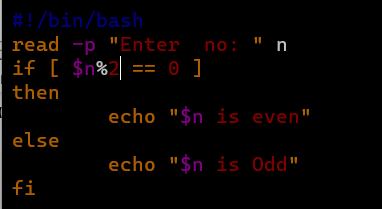 #!/bin/bash
read -p "Enter  no: " n
if [ $n%2 == 0 ]
then
        echo "$n is even"
else
        echo "$n is Odd"
fi